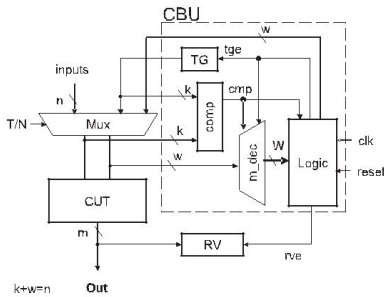 CBU
w
tge
TG
inputs
n
k
cmp
T/N
Mux
comp
k
w
m_dec
W
Logic
clk
reset
CUT
m
RV
rve
k+w=n
Out